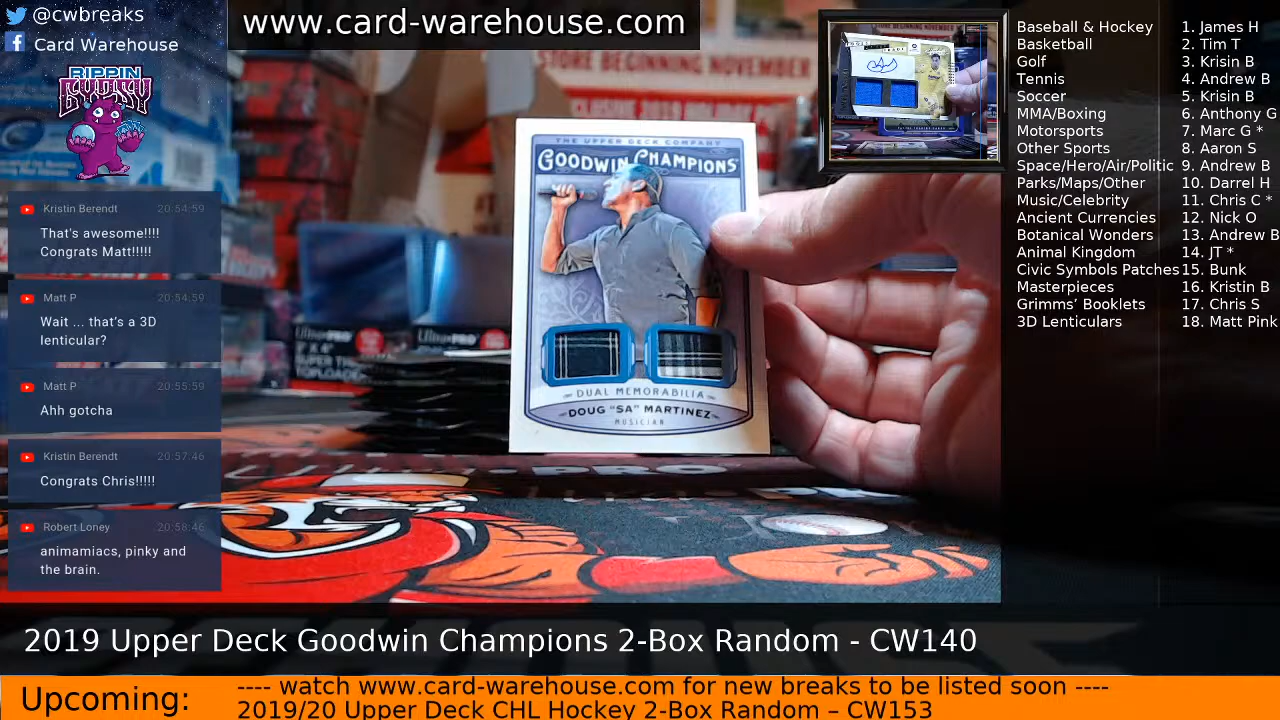 @cwbreaks
Card Warehouse
RIPPIN
www.card-warehouse.com
STORE BEGINNING NOVEMBER
Kristin Berendt 20:54:59
That's awesome!!!!
Congrats Matt!!!!!
Matt P 20:54:59
Wait ... that's a 3D
lenticular?
Matt P 20:55:59
Ahh gotcha
Kristin Berendt 20:57:46
Congrats Chris!!!!!
Robert Loney 20:58:46
animamiacs, pinky and
the brain.
THE UPPER DECK COMPANY
GOODWIN CHAMPIONS
DUAL MEMORABILIA
DOUG "SA" MARTINEZ
MUSICIAN
Baseball & Hockey 1. James H
Basketball 2. Tim T
Golf 3. Krisin B
Tennis 4. Andrew B
Soccer 5. Krisin B
MMA/Boxing 6. Anthony G
Motorsports 7. Marc G *
Other Sports 8. Aaron S
Space/Hero/Air/Politic 9. Andrew B
Parks/Maps/Other 10. Darrel H
Music/Celebrity 11. Chris C *
Ancient Currencies 12. Nick O
Botanical Wonders 13. Andrew B
Animal Kingdom 14. JT *
Civic Symbols Patches 15. Bunk
Masterpieces 16. Kristin B
Grimms' Booklets 17. Chris S
3D Lenticulars 18. Matt Pink
2019 Upper Deck Goodwin Champions 2-Box Random - CW140
Upcoming:
---- watch www.card-warehouse.com for new breaks to be listed soon ----
2019/20 Upper Deck CHL Hockey 2-Box Random – CW153